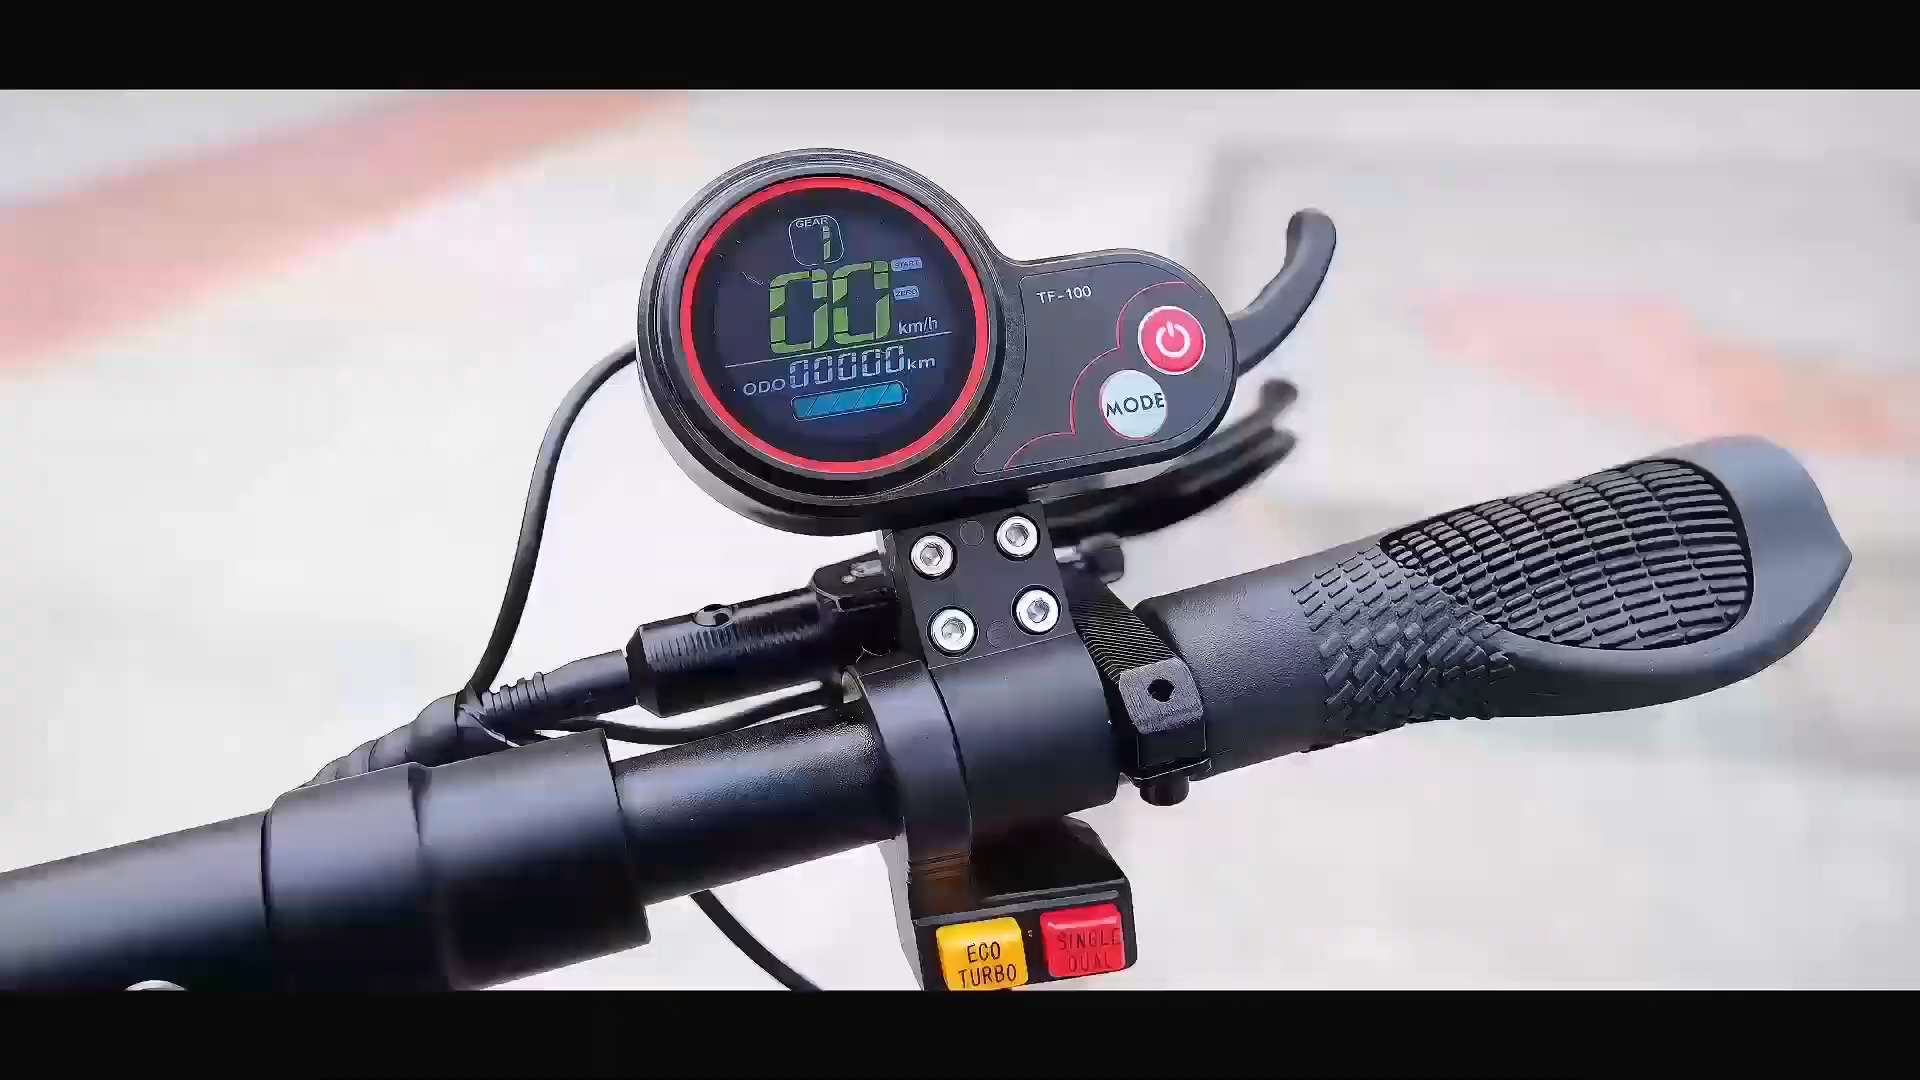 GEAR
1
START
00
ZERO
km/h
ODO 00000 km
TF-100
MODE
ECO
TURBO
SINGLE
DUAL